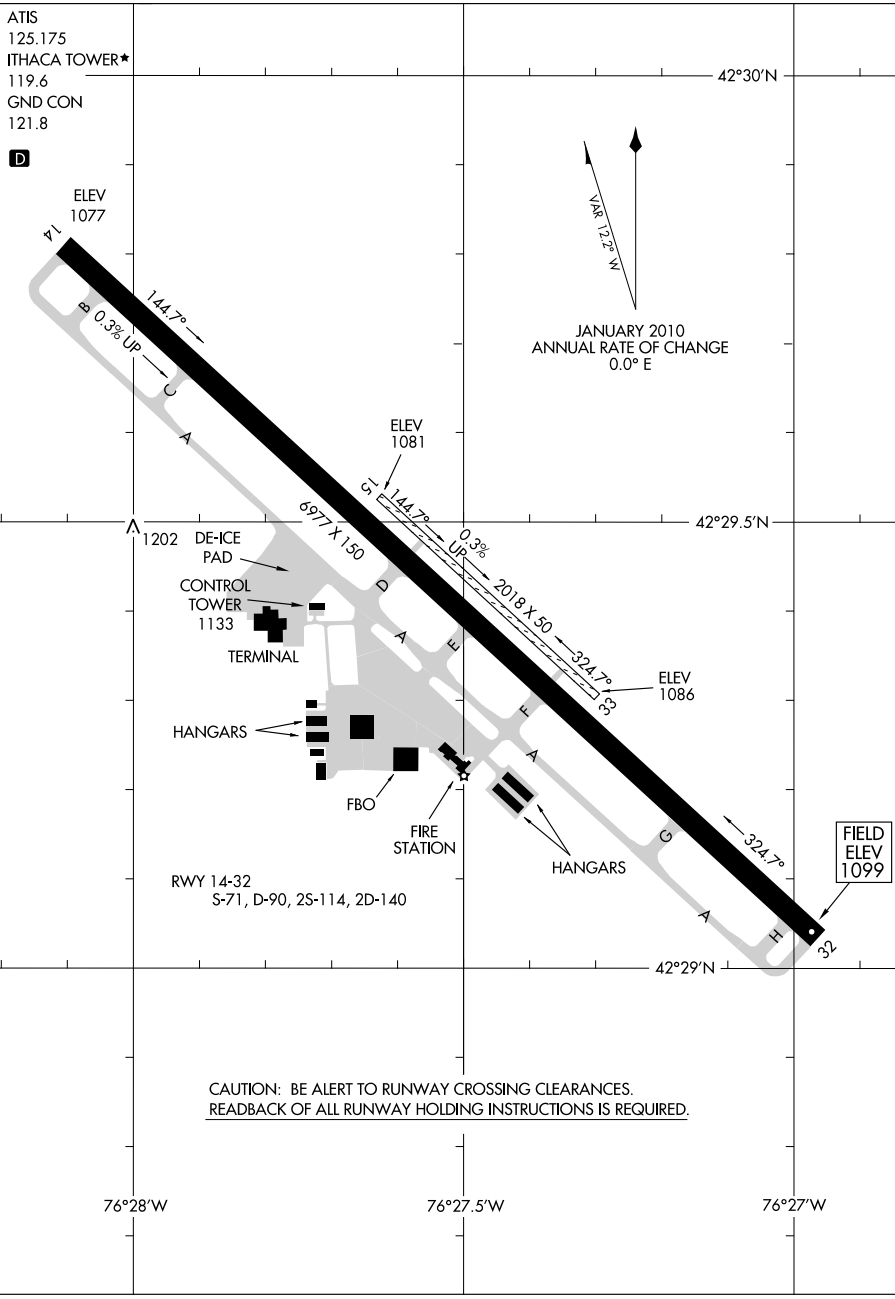 ATIS
125.175
ITHACA TOWER★
119.6
GND CON
121.8
D
42°30'N
VAR 12.2° W
JANUARY 2010
ANNUAL RATE OF CHANGE
0.0° E
ELEV
1077
14
144.7°
B
0.3% UP
C
A
ELEV
1081
15
144.7°
6977 X 150
0.3%
UP
2018 X 50
324.7°
42°29.5'N
1202
DE-ICE
PAD
CONTROL
TOWER
1133
TERMINAL
D
A
E
ELEV
1086
33
F
HANGARS
A
FBO
FIRE
STATION
HANGARS
G
324.7°
FIELD
ELEV
1099
RWY 14-32
S-71, D-90, 2S-114, 2D-140
A
H
32
42°29'N
CAUTION: BE ALERT TO RUNWAY CROSSING CLEARANCES.
READBACK OF ALL RUNWAY HOLDING INSTRUCTIONS IS REQUIRED.
76°28'W
76°27.5'W
76°27'W